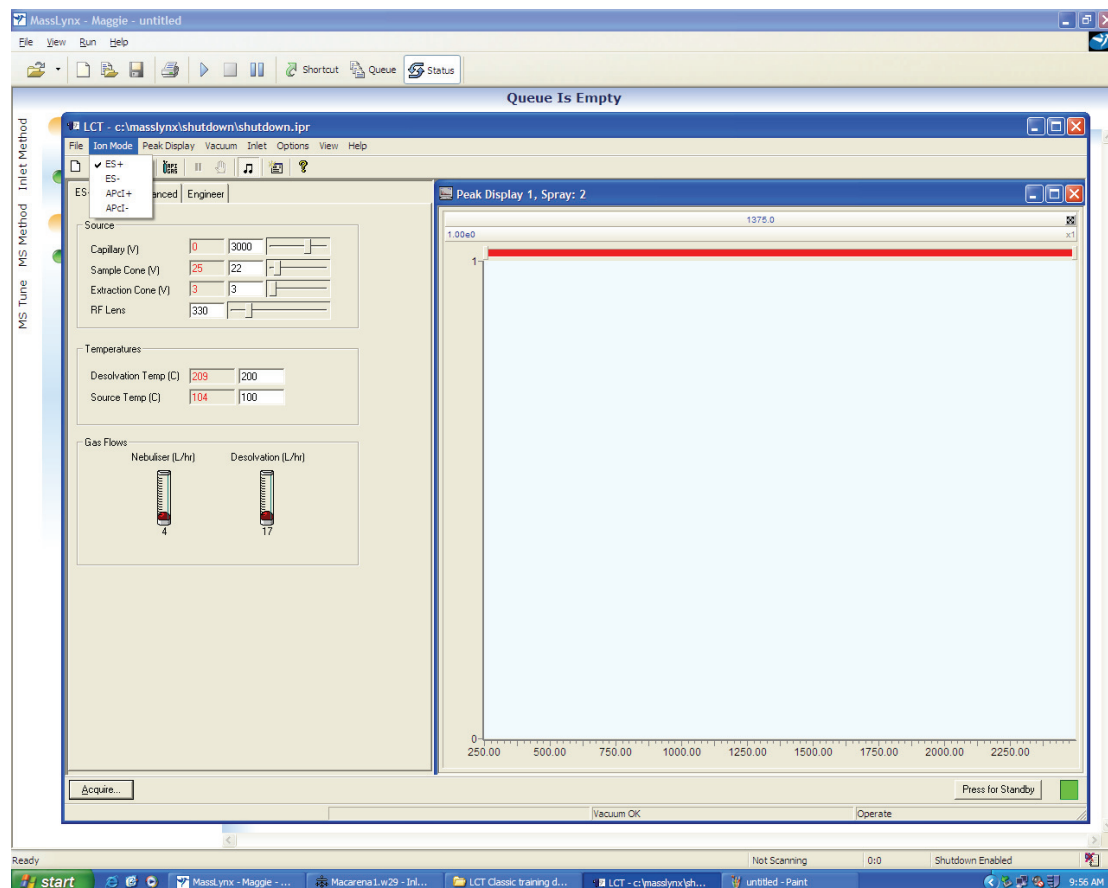 MassLynx - Maggie - untitled
File View Run Help
Shortcut Queue Status
Queue Is Empty
Inlet Method
MS Method
MS Tune
LCT - c:\masslynx\shutdown\shutdown.ipr
File Ion Mode Peak Display Vacuum Inlet Options View Help
ES+
ES-
APcI+
APcI-
ES anced Engineer
Source
Capillary (V) 0 3000
Sample Cone (V) 25 22
Extraction Cone (V) 3 3
RF Lens 330
Temperatures
Desolvation Temp (C) 209 200
Source Temp (C) 104 100
Gas Flows
Nebuliser (L/hr) Desolvation (L/hr)
4 17
Peak Display 1, Spray: 2
1375.0
1.00e0 x1
1
0
250.00 500.00 750.00 1000.00 1250.00 1500.00 1750.00 2000.00 2250.00
Acquire... Press for Standby
Vacuum OK Operate
Ready Not Scanning 0:0 Shutdown Enabled
start MassLynx - Maggie - ... Macarena1.w29 - Inl... LCT Classic training d... LCT - c:\masslynx\sh... untitled - Paint 9:56 AM